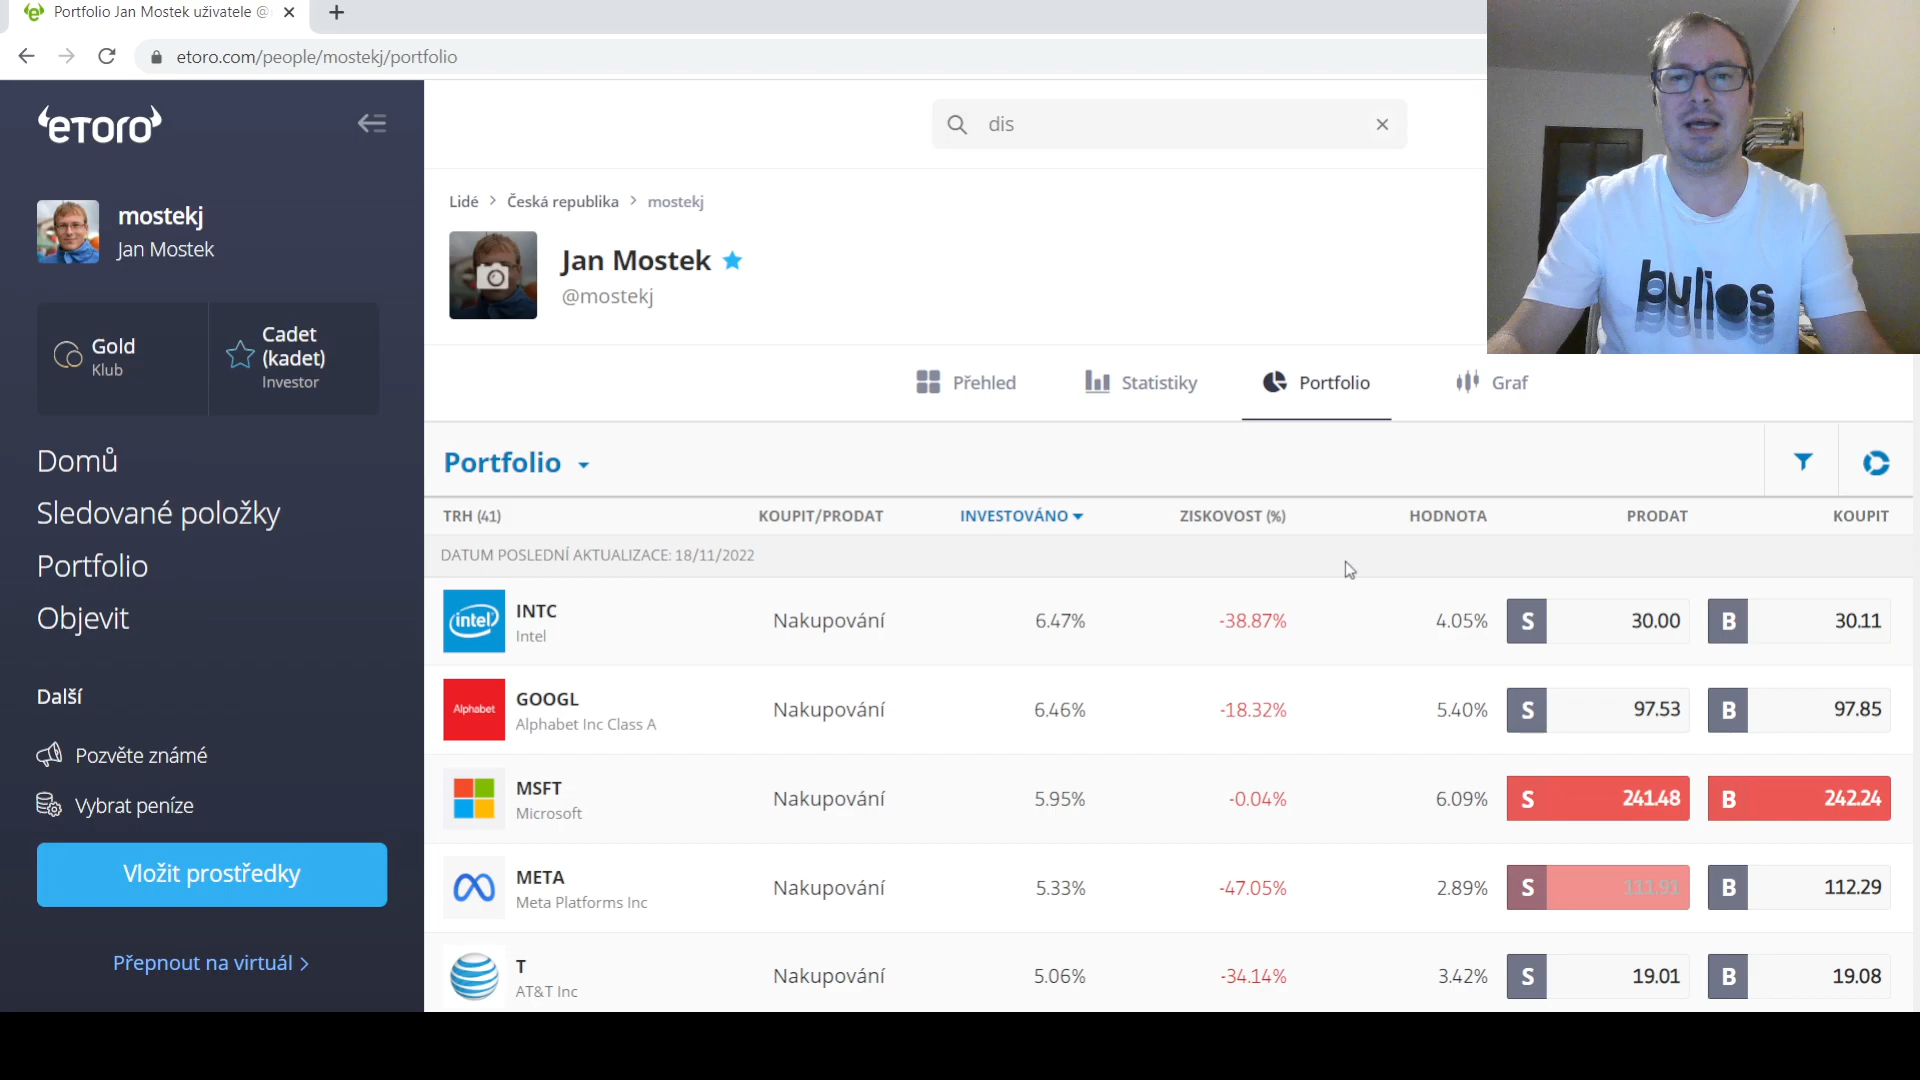 Portfolio Jan Mostek uživatele @
etoro.com/people/mostekj/portfolio
eToro
dis
mostekj
Jan Mostek
Lidé > Česká republika > mostekj
Jan Mostek
@mostekj
bulios
Gold
Klub
Cadet
(kadet)
Investor
Přehled
Statistiky
Portfolio
Graf
Domů
Sledované položky
Portfolio
Objevit
Další
Pozvěte známé
Vybrat peníze
Vložit prostředky
Přepnout na virtuál >
Portfolio
TRH (41) KOUPIT/PRODAT INVESTOVÁNO ZISKOVOST (%) HODNOTA PRODAT KOUPIT
DATUM POSLEDNÍ AKTUALIZACE: 18/11/2022
intel INTC Nakupování 6.47% -38.87% 4.05% S 30.00 B 30.11
Intel
Alphabet GOOGL Nakupování 6.46% -18.32% 5.40% S 97.53 B 97.85
Alphabet Inc Class A
MSFT Nakupování 5.95% -0.04% 6.09% S 241.48 B 242.24
Microsoft
META Nakupování 5.33% -47.05% 2.89% S 111.91 B 112.29
Meta Platforms Inc
T Nakupování 5.06% -34.14% 3.42% S 19.01 B 19.08
AT&T Inc